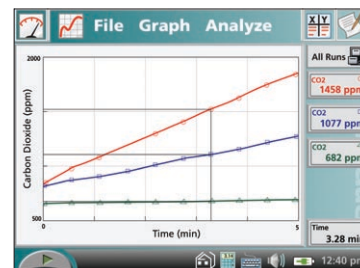 File Graph Analyze
X Y
All Runs
2000
Carbon Dioxide (ppm)
500
Time (min)
5
CO2
1458 ppm
CO2
1077 ppm
CO2
682 ppm
Time
3.28 min
12:40 pm